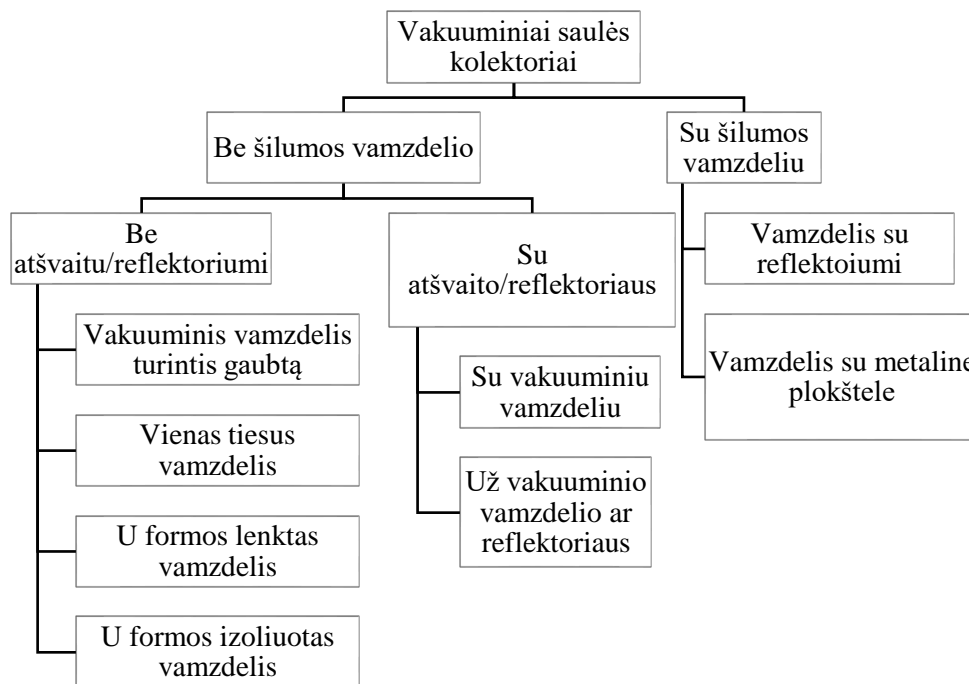 Vakuuminiai saulės
kolektoriai
Be šilumos vamzdelio
Su šilumos
vamzdeliu
Be
atšvaitu/reflektoriumi
Su
atšvaito/reflektoriaus
Vamzdelis su
reflektoiumi
Vamzdelis su metaline
plokštele
Vakuuminis vamzdelis
turintis gaubtą
Vienas tiesus
vamzdelis
U formos lenktas
vamzdelis
U formos izoliuotas
vamzdelis
Su vakuuminiu
vamzdeliu
Už vakuuminio
vamzdelio ar
reflektoriaus